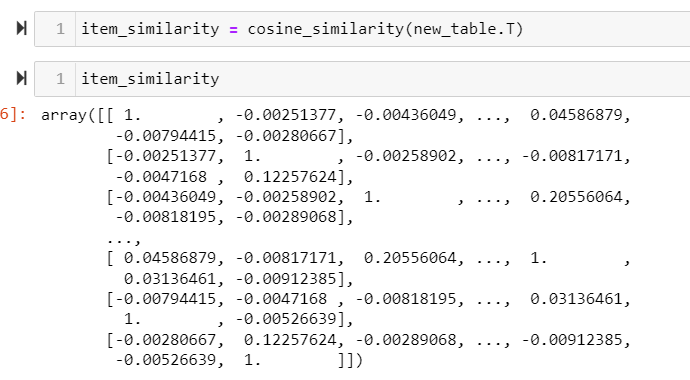 1 item_similarity = cosine_similarity(new_table.T)
1 item_similarity
6]: array([[ 1.        , -0.00251377, -0.00436049, ...,  0.04586879,
        -0.00794415, -0.00280667],
       [-0.00251377,  1.        , -0.00258902, ..., -0.00817171,
        -0.0047168 ,  0.12257624],
       [-0.00436049, -0.00258902,  1.        , ...,  0.20556064,
        -0.00818195, -0.00289068],
       ...,
       [ 0.04586879, -0.00817171,  0.20556064, ...,  1.        ,
         0.03136461, -0.00912385],
       [-0.00794415, -0.0047168 , -0.00818195, ...,  0.03136461,
         1.        , -0.00526639],
       [-0.00280667,  0.12257624, -0.00289068, ..., -0.00912385,
        -0.00526639,  1.        ]])